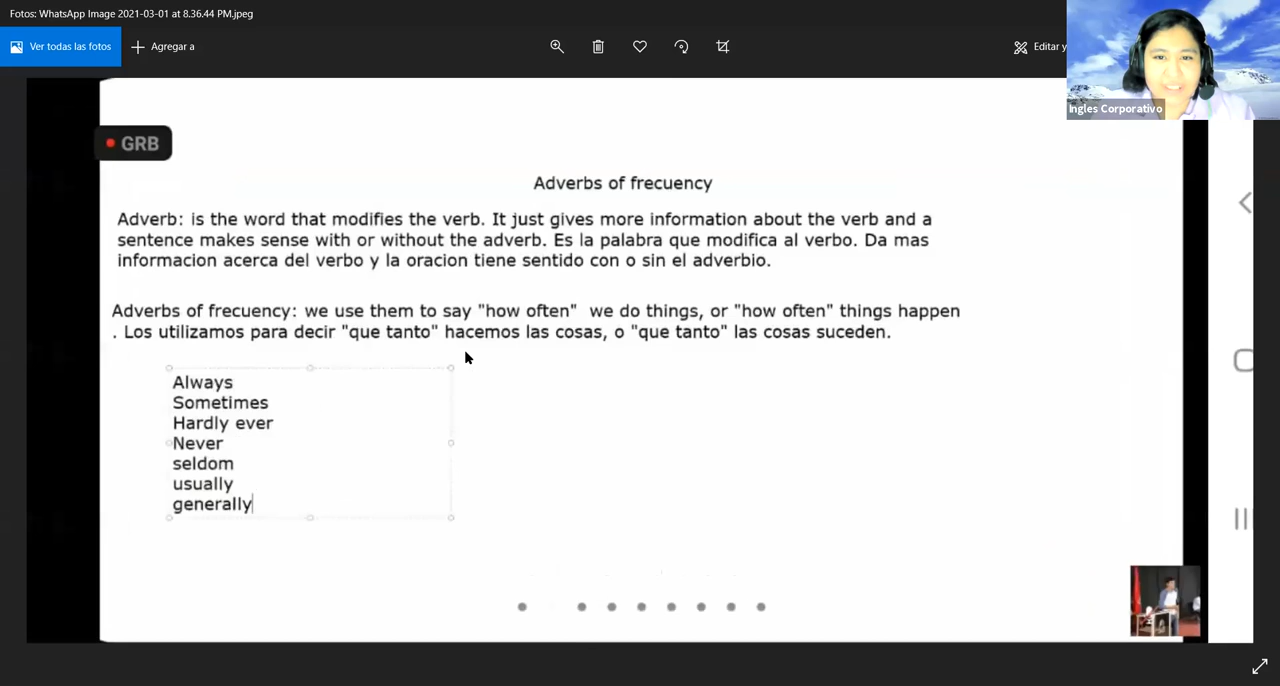 Fotos: WhatsApp Image 2021-03-01 at 8.36.44 PM.jpeg
Ver todas las fotos
Agregar a
Editar y
Ingles Corporativo
GRB
Adverbs of frecuency
Adverb: is the word that modifies the verb. It just gives more information about the verb and a
sentence makes sense with or without the adverb. Es la palabra que modifica al verbo. Da mas
informacion acerca del verbo y la oracion tiene sentido con o sin el adverbio.
Adverbs of frecuency: we use them to say "how often" we do things, or "how often" things happen
. Los utilizamos para decir "que tanto" hacemos las cosas, o "que tanto" las cosas suceden.
Always
Sometimes
Hardly ever
Never
seldom
usually
generally